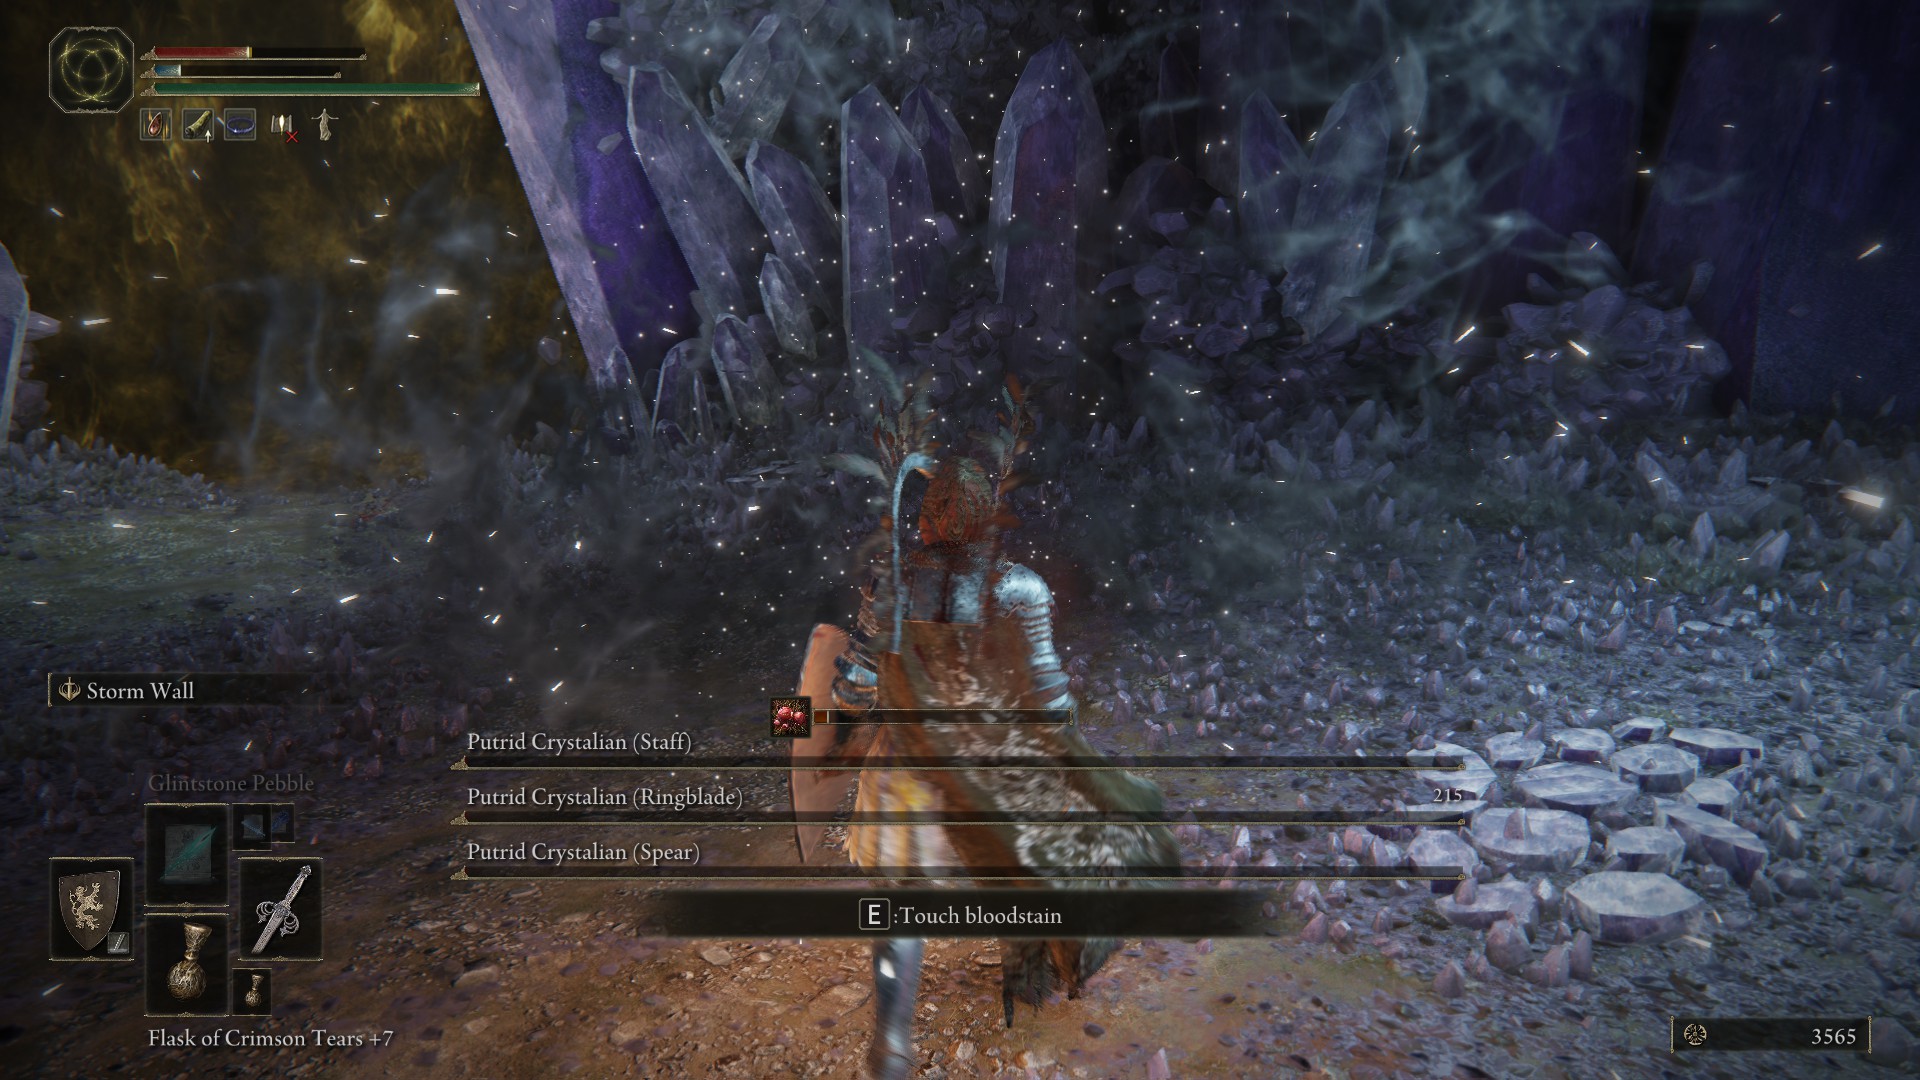 Storm Wall
Putrid Crystalian (Staff)
Glintstone Pebble
Putrid Crystalian (Ringblade) 215
Putrid Crystalian (Spear)
E :Touch bloodstain
Flask of Crimson Tears +7
3565